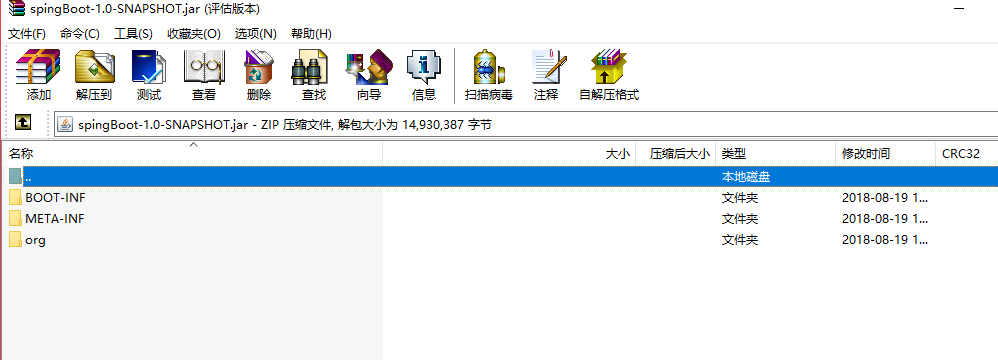 spingBoot-1.0-SNAPSHOT.jar (评估版本)
文件(F) 命令(C) 工具(S) 收藏夹(O) 选项(N) 帮助(H)
添加 解压到 测试 查看 删除 查找 向导 信息 扫描病毒 注释 自解压格式
spingBoot-1.0-SNAPSHOT.jar - ZIP 压缩文件, 解包大小为 14,930,387 字节
名称 大小 压缩后大小 类型 修改时间 CRC32
.. 本地磁盘
BOOT-INF 文件夹 2018-08-19 1...
META-INF 文件夹 2018-08-19 1...
org 文件夹 2018-08-19 1...